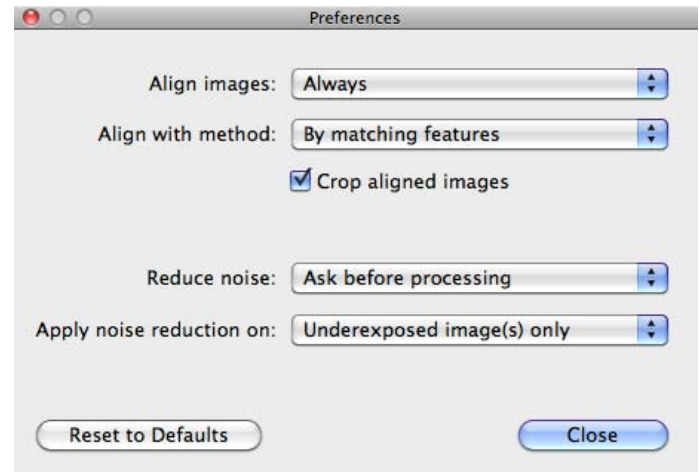 Preferences
Align images: Always
Align with method: By matching features
Crop aligned images
Reduce noise: Ask before processing
Apply noise reduction on: Underexposed image(s) only
Reset to Defaults Close